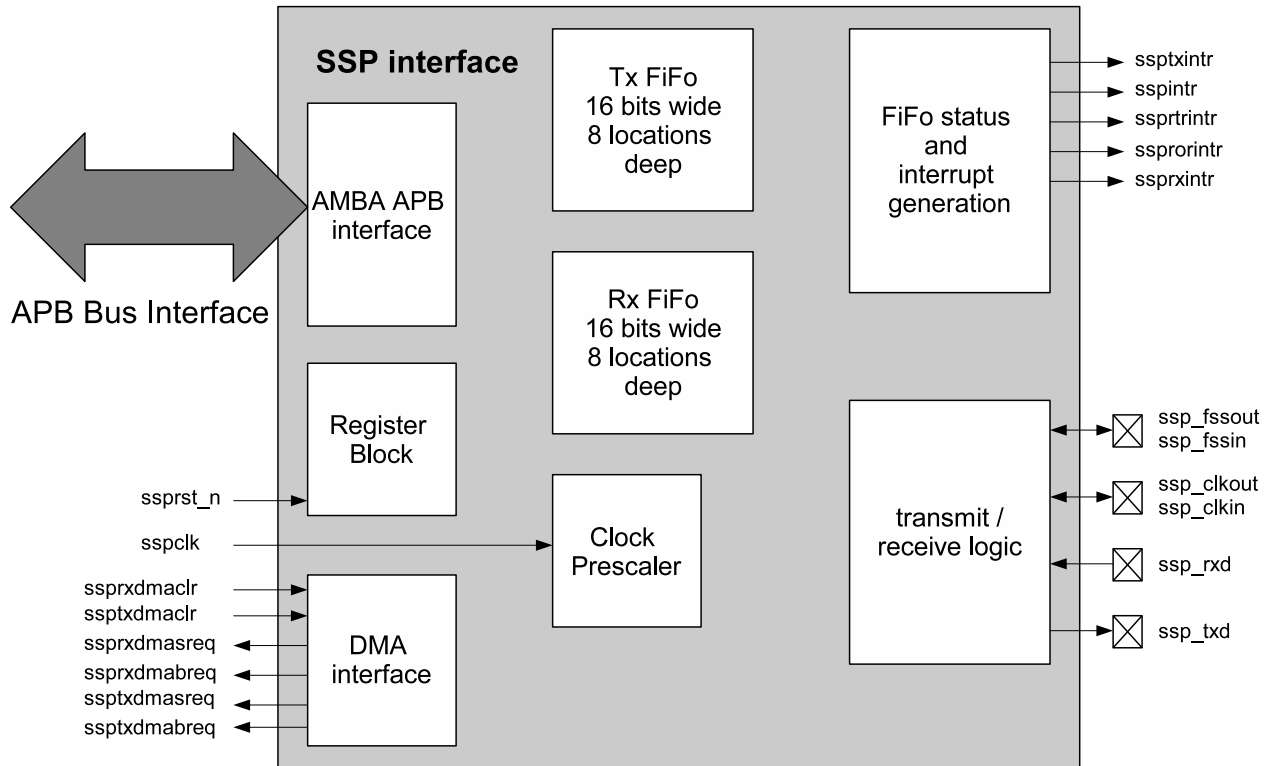 SSP interface
Tx FiFo
16 bits wide
8 locations
deep
FiFo status
and
interrupt
generation
ssptxintr
sspintr
ssprtrintr
ssprorintr
ssprxintr
AMBA APB
interface
APB Bus Interface
Rx FiFo
16 bits wide
8 locations
deep
Register
Block
ssprst_n
sspclk
Clock
Prescaler
transmit /
receive logic
ssp_fssout
ssp_fssin
ssp_clkout
ssp_clkin
ssp_rxd
ssp_txd
ssprxdmaclr
ssptxdmaclr
ssprxdmasreq
ssprxdmabreq
ssptxdmasreq
ssptxdmabreq
DMA
interface